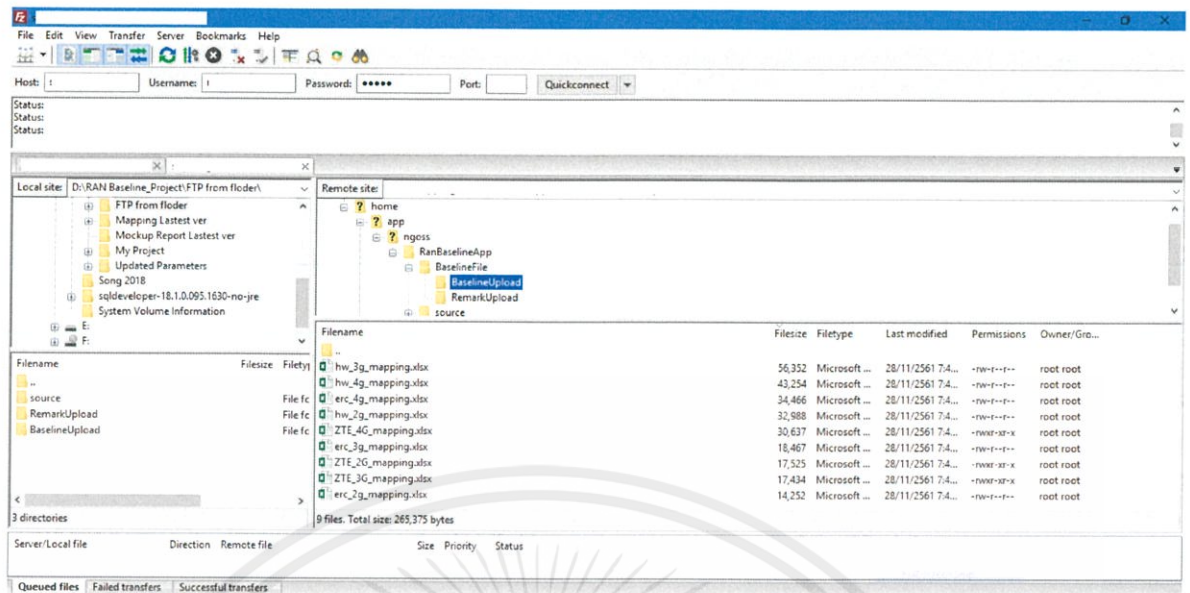 File Edit View Transfer Server Bookmarks Help
Host: Username: Password: ••••• Port: Quickconnect
Status:
Status:
Status:
Local site: D:\RAN Baseline_Project\FTP from floder\
FTP from floder
Mapping Lastest ver
Mockup Report Lastest ver
My Project
Updated Parameters
Song 2018
sqldeveloper-18.1.0.095.1630-no-jre
System Volume Information
E:
F:
Filename Filesize Filety
..
source File fc
RemarkUpload File fc
BaselineUpload File fc
3 directories
Remote site:
? home
? app
? ngoss
RanBaselineApp
BaselineFile
BaselineUpload
RemarkUpload
source
Filename Filesize Filetype Last modified Permissions Owner/Gro...
..
hw_3g_mapping.xlsx 56,352 Microsoft ... 28/11/2561 7:4... -rw-r--r-- root root
hw_4g_mapping.xlsx 43,254 Microsoft ... 28/11/2561 7:4... -rw-r--r-- root root
erc_4g_mapping.xlsx 34,466 Microsoft ... 28/11/2561 7:4... -rw-r--r-- root root
hw_2g_mapping.xlsx 32,988 Microsoft ... 28/11/2561 7:4... -rw-r--r-- root root
ZTE_4G_mapping.xlsx 30,637 Microsoft ... 28/11/2561 7:4... -rwxr-xr-x root root
erc_3g_mapping.xlsx 18,467 Microsoft ... 28/11/2561 7:4... -rw-r--r-- root root
ZTE_2G_mapping.xlsx 17,525 Microsoft ... 28/11/2561 7:4... -rwxr-xr-x root root
ZTE_3G_mapping.xlsx 17,434 Microsoft ... 28/11/2561 7:4... -rwxr-xr-x root root
erc_2g_mapping.xlsx 14,252 Microsoft ... 28/11/2561 7:4... -rw-r--r-- root root
9 files. Total size: 265,375 bytes
Server/Local file Direction Remote file Size Priority Status
Queued files Failed transfers Successful transfers